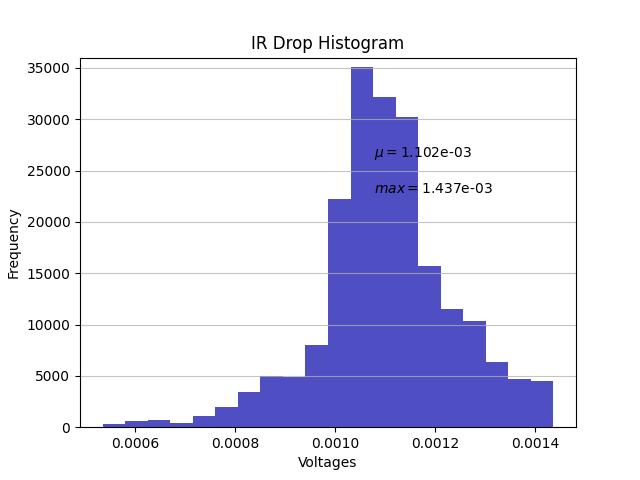 IR Drop Histogram
35000
30000
25000
20000
15000
10000
5000
0
Frequency
μ = 1.102e-03
max = 1.437e-03
0.0006 0.0008 0.0010 0.0012 0.0014
Voltages